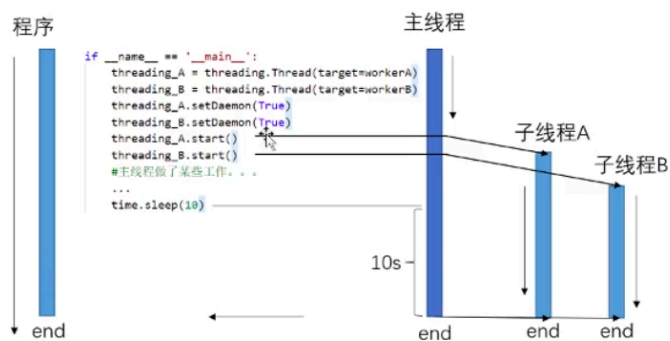 程序
主线程
if __name__ == '__main__':
threading_A = threading.Thread(target=workerA)
threading_B = threading.Thread(target=workerB)
threading_A.setDaemon(True)
threading_B.setDaemon(True)
threading_A.start()
threading_B.start()
#主线程做了某些工作。。。
...
time.sleep(10)
子线程A
子线程B
10s
end
end
end
end